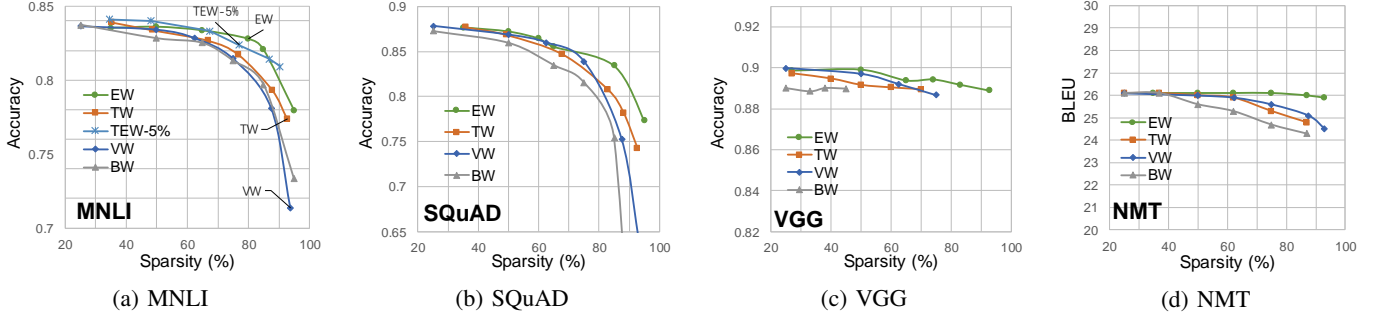 0.85
0.8
0.75
0.7
Accuracy
TEW-5%
EW
EW
TW
TEW-5%
VW
BW
TW
VW
MNLI
20 40 60 80 100
Sparsity (%)
(a) MNLI
0.9
0.85
0.8
0.75
0.7
0.65
Accuracy
EW
TW
VW
BW
SQuAD
20 40 60 80 100
Sparsity (%)
(b) SQuAD
0.92
0.9
0.88
0.86
0.84
0.82
Accuracy
EW
TW
VW
BW
VGG
20 40 60 80 100
Sparsity (%)
(c) VGG
30
29
28
27
26
25
24
23
22
21
BLEU
EW
TW
VW
BW
NMT
20 40 60 80 100
Sparsity (%)
(d) NMT